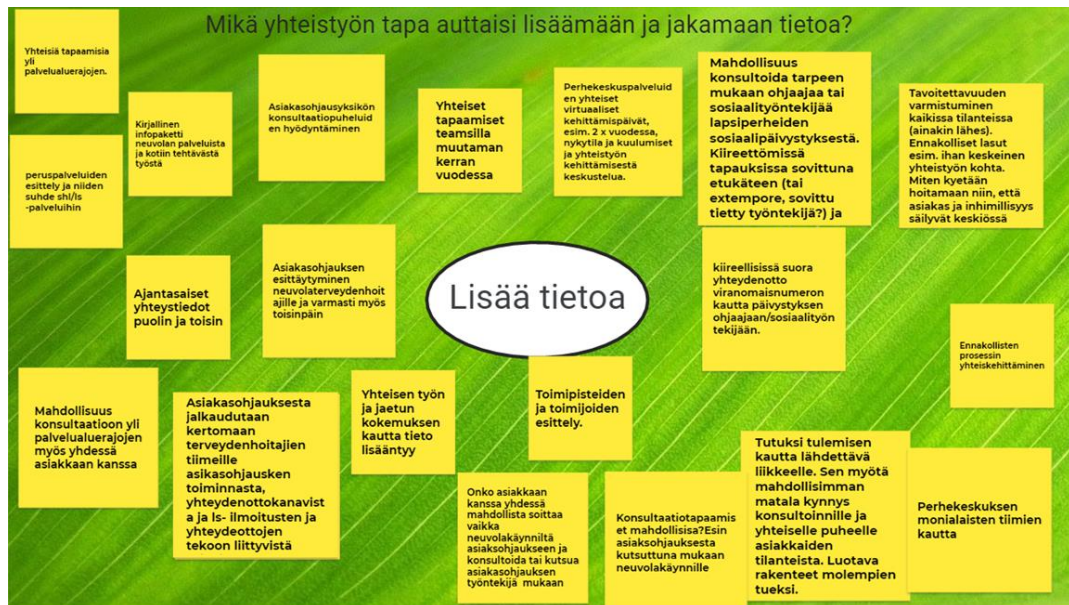 Mikä yhteistyön tapa auttaisi lisäämään ja jakamaan tietoa?
Yhteisiä tapaamisia
yli
palvelualuerajojen.
Kirjallinen
infopaketti
neuvolan palveluista
ja kotiin tehtävästä
työstä
Asiakasohjausyksikön
konsultaatiopuheluid
en hyödyntäminen
Yhteiset
tapaamiset
teamsilla
muutaman
kerran
vuodessa
Perhekeskuspalveluid
en yhteiset
virtuaaliset
kehittämispäivät,
esim. 2 x vuodessa,
nykytila ja kuulumiset
ja yhteistyön
kehittämisestä
keskustelua.
Mahdollisuus
konsultoida tarpeen
mukaan ohjaajaa tai
sosiaalityöntekijää
lapsiperheiden
sosiaalipäivystyksestä.
Kiireettömissä
tapauksissa sovittuna
etukäteen (tai
extempore, sovittu
tietty työntekijä?) ja
Tavoitettavuuden
varmistuminen
kaikissa tilanteissa
(ainakin lähes).
Ennakolliset lasut
esim. ihan keskeinen
yhteistyön kohta.
Miten kyetään
hoitamaan niin, että
asiakas ja inhimillisyys
säilyvät keskiössä
peruspalveluiden
esittely ja niiden
suhde shl/ls
-palveluihin
Ajantasaiset
yhteystiedot
puolin ja toisin
Asiakasohjauksen
esittäytyminen
neuvolaterveydenhoit
ajille ja varmasti myös
toisinpäin
Lisää tietoa
kiireellisissä suora
yhteydenotto
viranomaisnumeron
kautta päivystyksen
ohjaajaan/sosiaalityön
tekijään.
Ennakollisten
prosessin
yhteiskehittäminen
Mahdollisuus
konsultaatioon yli
palvelualuerajojen
myös yhdessä
asiakkaan kanssa
Asiakasohjauksesta
jalkaudutaan
kertomaan
terveydenhoitajien
tiimeille
asikasohjausken
toiminnasta,
yhteydenottokanavist
a ja ls- ilmoitusten ja
yhteydeottojen
tekoon liittyvistä
Yhteisen työn
ja jaetun
kokemuksen
kautta tieto
lisääntyy
Toimipisteiden
ja toimijoiden
esittely.
Onko asiakkaan
kanssa yhdessä
mahdollista soittaa
vaikka
neuvolakäynniltä
asiaksohjaukseen ja
konsultoida tai kutsua
asiakasohjauksen
työntekijä mukaan
Konsultaatiotapaamis
et mahdollisisa?Esin
asiaksohjauksesta
kutsuttuna mukaan
neuvolakäynnille
Tutuksi tulemisen
kautta lähdettävä
liikkeelle. Sen myötä
mahdollisimman
matala kynnys
konsultoinnille ja
yhteiselle puheelle
asiakkaiden
tilanteista. Luotava
rakenteet molempien
tueksi.
Perhekeskuksen
monialaisten tiimien
kautta